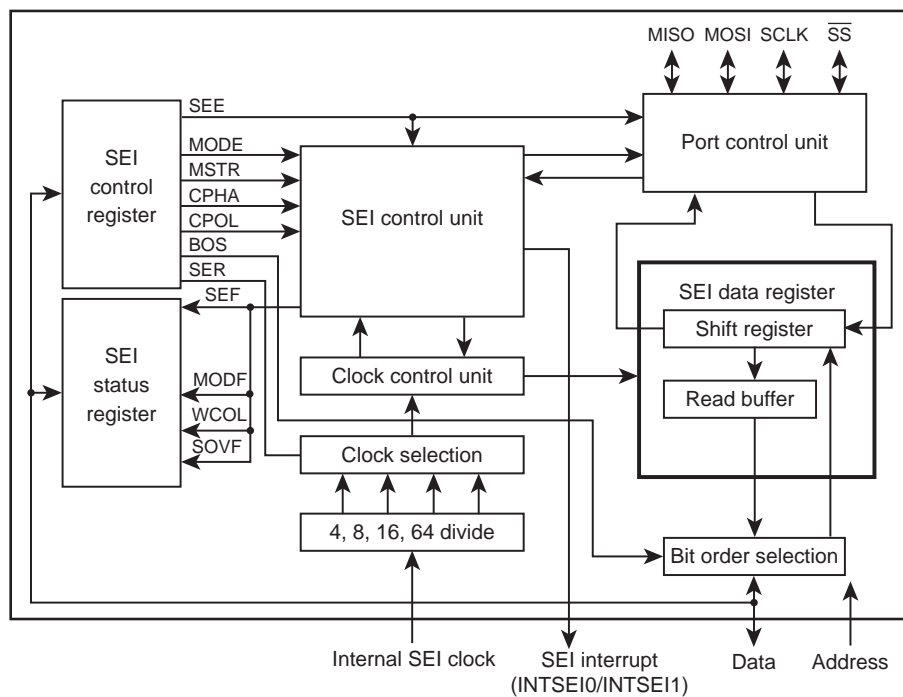 MISO MOSI SCLK SS
SEE
SEI
control
register
MODE
MSTR
CPHA
CPOL
BOS
SER
SEI control unit
Port control unit
SEI data register
Shift register
Read buffer
SEF
SEI
status
register
MODF
WCOL
SOVF
Clock control unit
Clock selection
4, 8, 16, 64 divide
Bit order selection
Internal SEI clock
SEI interrupt
(INTSEI0/INTSEI1)
Data
Address